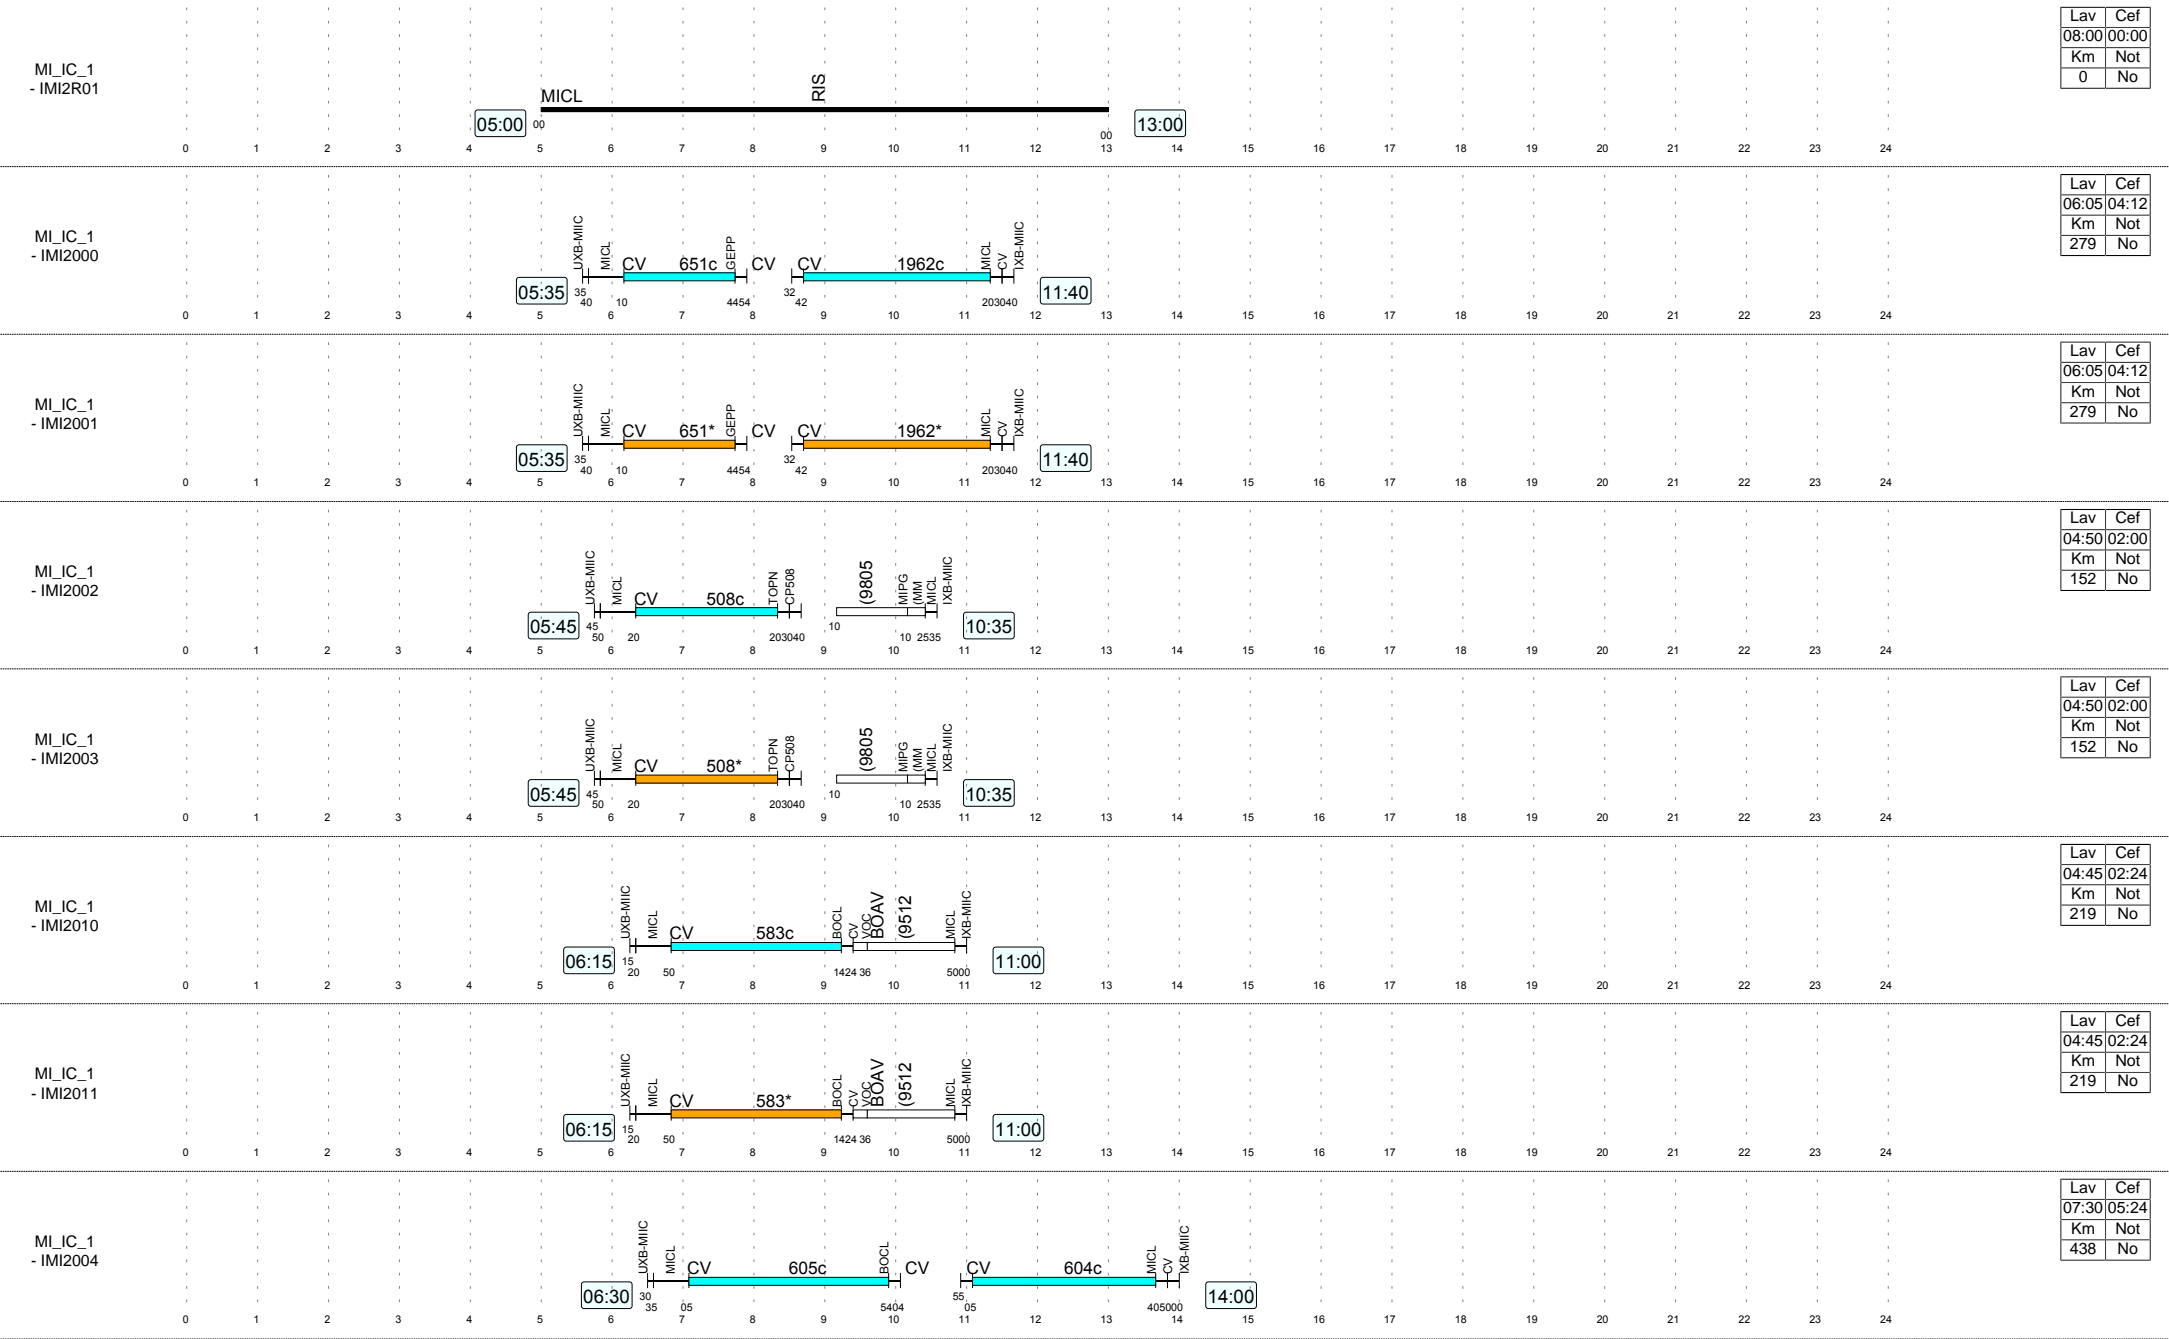 Lav Cef
08:00 00:00
Km Not
0 No
MI_IC_1
- IMI2R01
MICL RIS
05:00 00 00 13:00
0 1 2 3 4 5 6 7 8 9 10 11 12 13 14 15 16 17 18 19 20 21 22 23 24
Lav Cef
06:05 04:12
Km Not
279 No
MI_IC_1
- IMI2000
UXB-MIIC MICL CV 651c GEPP CV CV 1962c MICL CV IXB-MIIC
05:35 35 40 10 4454 32 42 203040 11:40
0 1 2 3 4 5 6 7 8 9 10 11 12 13 14 15 16 17 18 19 20 21 22 23 24
Lav Cef
06:05 04:12
Km Not
279 No
MI_IC_1
- IMI2001
UXB-MIIC MICL CV 651* GEPP CV CV 1962* MICL CV IXB-MIIC
05:35 35 40 10 4454 32 42 203040 11:40
0 1 2 3 4 5 6 7 8 9 10 11 12 13 14 15 16 17 18 19 20 21 22 23 24
Lav Cef
04:50 02:00
Km Not
152 No
MI_IC_1
- IMI2002
UXB-MIIC MICL CV 508c TOPN CP508 (9805 MIPG (MM MICL IXB-MIIC
05:45 45 50 20 203040 10 10 2535 10:35
0 1 2 3 4 5 6 7 8 9 10 11 12 13 14 15 16 17 18 19 20 21 22 23 24
Lav Cef
04:50 02:00
Km Not
152 No
MI_IC_1
- IMI2003
UXB-MIIC MICL CV 508* TOPN CP508 (9805 MIPG (MM MICL IXB-MIIC
05:45 45 50 20 203040 10 10 2535 10:35
0 1 2 3 4 5 6 7 8 9 10 11 12 13 14 15 16 17 18 19 20 21 22 23 24
Lav Cef
04:45 02:24
Km Not
219 No
MI_IC_1
- IMI2010
UXB-MIIC MICL CV 583c BOCL CV VOC BOAV (9512 MICL IXB-MIIC
06:15 15 20 50 1424 36 5000 11:00
0 1 2 3 4 5 6 7 8 9 10 11 12 13 14 15 16 17 18 19 20 21 22 23 24
Lav Cef
04:45 02:24
Km Not
219 No
MI_IC_1
- IMI2011
UXB-MIIC MICL CV 583* BOCL CV VOC BOAV (9512 MICL IXB-MIIC
06:15 15 20 50 1424 36 5000 11:00
0 1 2 3 4 5 6 7 8 9 10 11 12 13 14 15 16 17 18 19 20 21 22 23 24
Lav Cef
07:30 05:24
Km Not
438 No
MI_IC_1
- IMI2004
UXB-MIIC MICL CV 605c BOCL CV CV 604c MICL CV IXB-MIIC
06:30 30 35 05 5404 55 05 405000 14:00
0 1 2 3 4 5 6 7 8 9 10 11 12 13 14 15 16 17 18 19 20 21 22 23 24